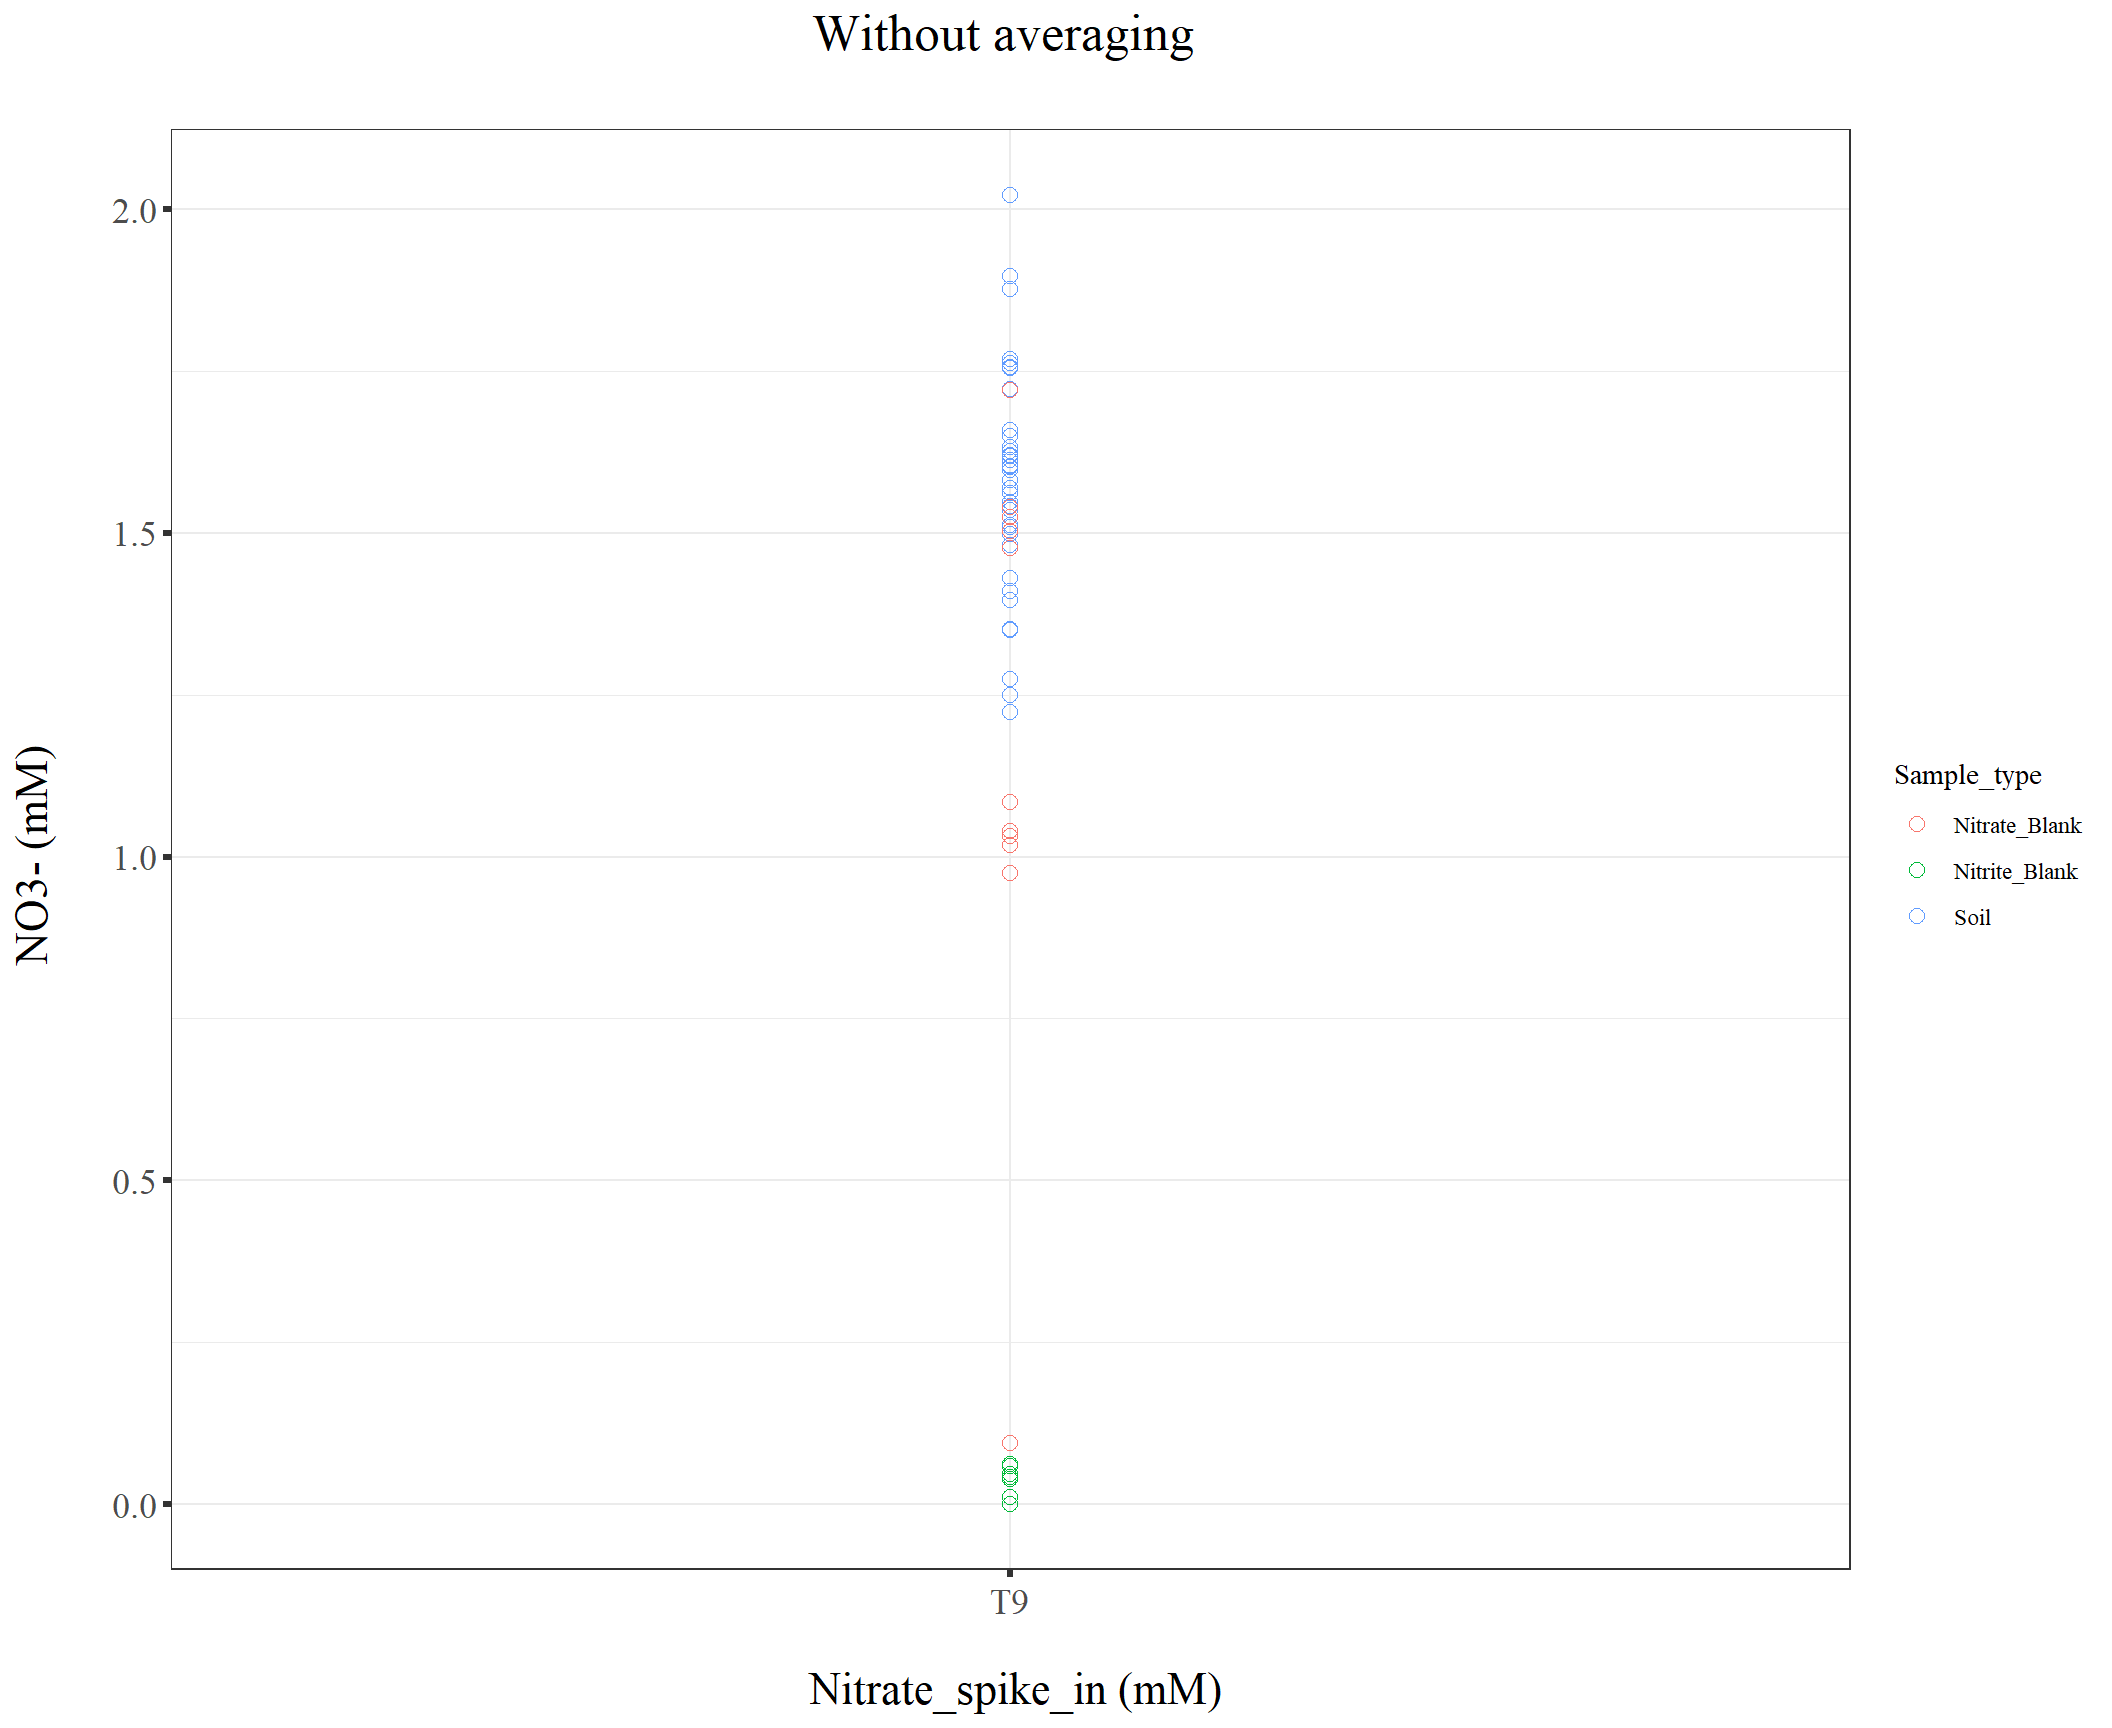 Without averaging
2.0
1.5
1.0
0.5
0.0
NO3- (mM)
T9
Nitrate_spike_in (mM)
Sample_type
Nitrate_Blank
Nitrite_Blank
Soil